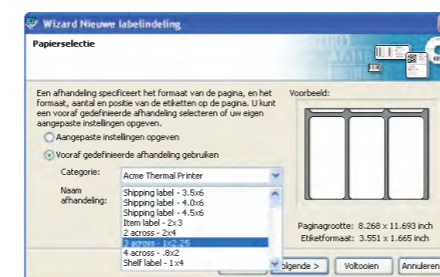 Wizard Nieuwe labelindeling
Papierselectie
Een afhandeling specificeert het formaat van de pagina, en het
formaat, aantal en positie van de etiketten op de pagina. U kunt
een vooraf gedefinieerde afhandeling selecteren of uw eigen
aangepaste instellingen opgeven.
Voorbeeld:
Aangepaste instellingen opgeven
Vooraf gedefinieerde afhandeling gebruiken
Categorie:
Acme Thermal Printer
Naam
afhandeling:
Shipping label - 3.5x6
Shipping label - 4.0x6
Shipping label - 4.5x6
Item label - 2x3
2 across - 2x4
3 across - 1x2.25
4 across - .8x2
Shelf label - 1x4
Paginagrootte: 8.268 x 11.693 inch
Etiketformaat: 3.551 x 1.665 inch
olgende >
Voltooien
Annuleren